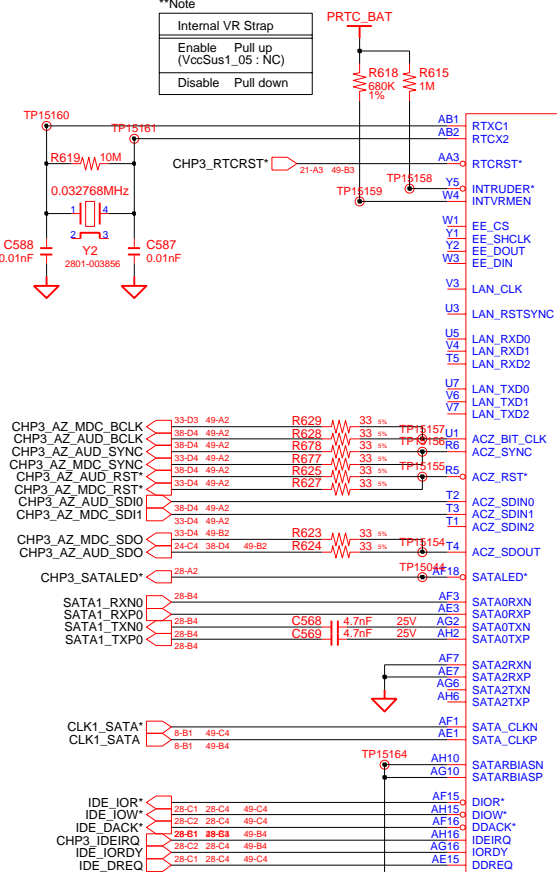 **Note
Internal VR Strap
Enable Pull up
(VccSus1_05 : NC)
Disable Pull down
PRTC_BAT
R618
680K
1%
R615
1M
TP15160
TP15161
R619 10M
0.032768MHz
1 4
2 3
Y2
2801-003856
C588
0.01nF
C587
0.01nF
CHP3_RTCRST* 21-A3 49-B3
TP15158
TP15159
AB1 RTXC1
AB2 RTCX2
AA3 RTCRST*
Y5 INTRUDER*
W4 INTVRMEN
W1 EE_CS
Y1 EE_SHCLK
Y2 EE_DOUT
W3 EE_DIN
V3 LAN_CLK
U3 LAN_RSTSYNC
U5 LAN_RXD0
V4 LAN_RXD1
T5 LAN_RXD2
U7 LAN_TXD0
V6 LAN_TXD1
V7 LAN_TXD2
CHP3_AZ_MDC_BCLK 33-D3 49-A2 R629 33 5% TP15157 U1 ACZ_BIT_CLK
CHP3_AZ_AUD_BCLK 38-D4 49-A2 R628 33 5% TP15156 R6 ACZ_SYNC
CHP3_AZ_AUD_SYNC 38-D4 49-A2 R678 33 5%
CHP3_AZ_MDC_SYNC 33-D4 49-A2 R677 33 5%
CHP3_AZ_AUD_RST* 38-D4 49-A2 R625 33 5% TP15155 R5 ACZ_RST*
CHP3_AZ_MDC_RST* 33-D4 49-A2 R627 33 5%
CHP3_AZ_AUD_SDI0 T2 ACZ_SDIN0
CHP3_AZ_MDC_SDI1 38-D4 49-A2 T3 ACZ_SDIN1
33-D4 49-A2 T1 ACZ_SDIN2
CHP3_AZ_MDC_SDO 33-D4 49-B2 R623 33 5%
CHP3_AZ_AUD_SDO 24-C4 38-D4 49-B2 R624 33 5% TP15154 T4 ACZ_SDOUT
CHP3_SATALED* 28-A2 TP15044 AF18 SATALED*
SATA1_RXN0 28-B4 AF3 SATA0RXN
SATA1_RXP0 AE3 SATA0RXP
SATA1_TXN0 28-B4 C568 4.7nF 25V AG2 SATA0TXN
SATA1_TXP0 28-B4 C569 4.7nF 25V AH2 SATA0TXP
28-B4
AF7 SATA2RXN
AE7 SATA2RXP
AG6 SATA2TXN
AH6 SATA2TXP
CLK1_SATA* AF1 SATA_CLKN
CLK1_SATA 8-B1 49-C4 AE1 SATA_CLKP
8-B1 49-B4
TP15164 AH10 SATARBIASN
AG10 SATARBIASP
IDE_IOR* AF15 DIOR*
IDE_IOW* 28-C1 28-C4 49-C4 AH15 DIOW*
IDE_DACK* 28-C2 28-C4 49-C4 AF16 DDACK*
CHP3_IDEIRQ 49-B4 AH16 IDEIRQ
IDE_IORDY 28-C2 28-C4 49-B4 AG16 IORDY
IDE_DREQ 28-C1 28-C4 49-C4 AE15 DDREQ